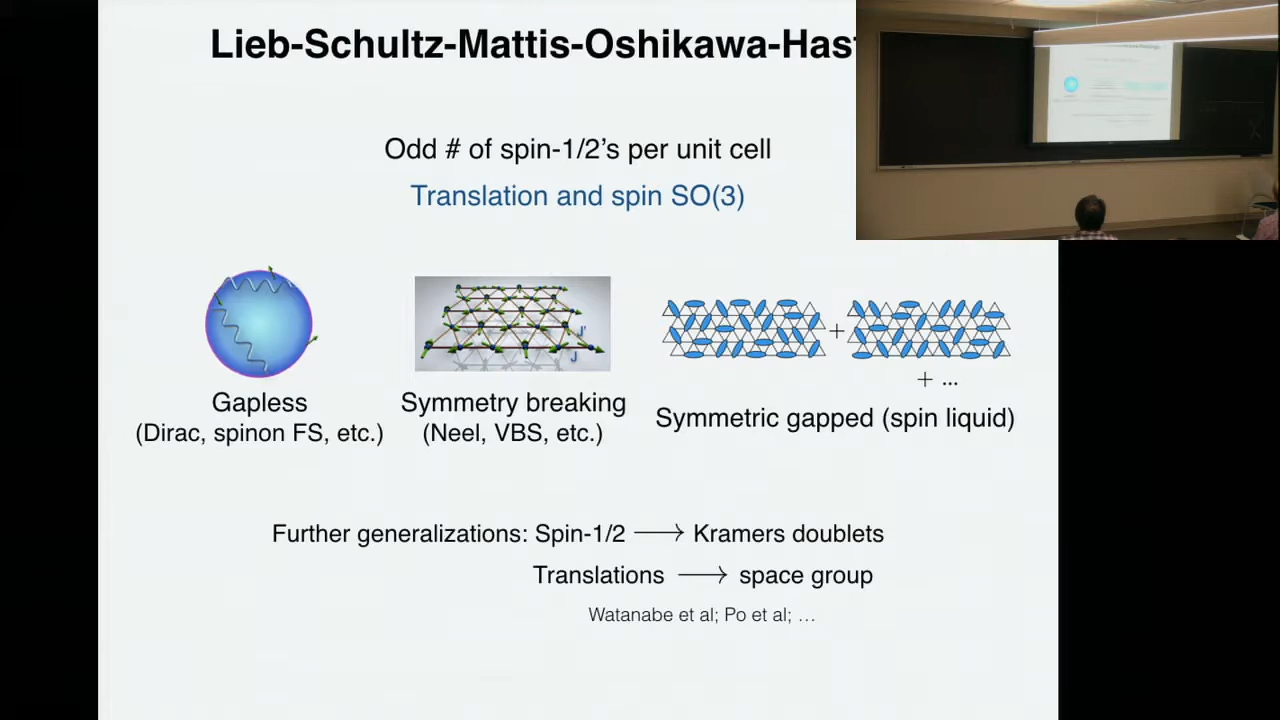 Lieb-Schultz-Mattis-Oshikawa-Hast
Odd # of spin-1/2's per unit cell
Translation and spin SO(3)
J'
J
+
+ ...
Gapless
(Dirac, spinon FS, etc.)
Symmetry breaking
(Neel, VBS, etc.)
Symmetric gapped (spin liquid)
Further generalizations: Spin-1/2 ⟶ Kramers doublets
Translations ⟶ space group
Watanabe et al; Po et al; …